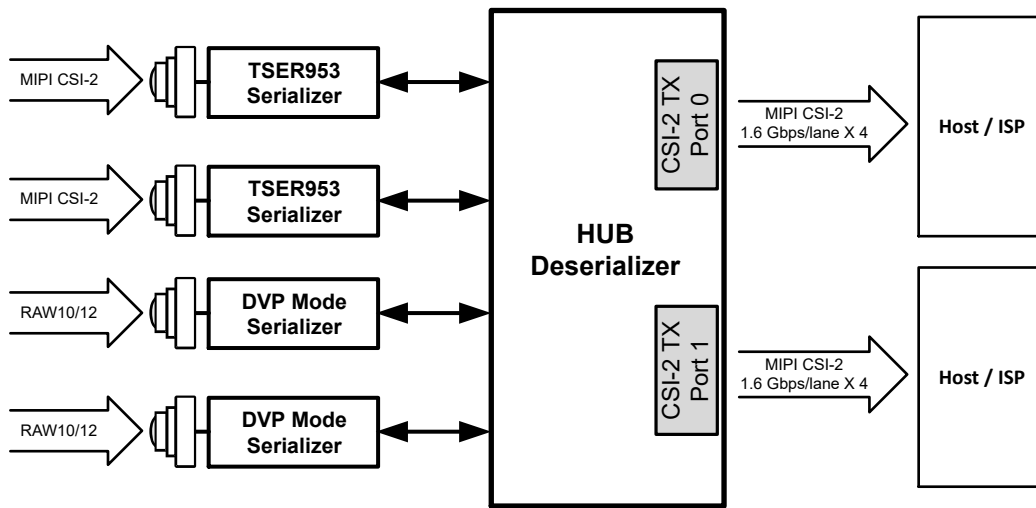 MIPI CSI-2
TSER953
Serializer
MIPI CSI-2
TSER953
Serializer
RAW10/12
DVP Mode
Serializer
RAW10/12
DVP Mode
Serializer
HUB
Deserializer
CSI-2 TX
Port 0
CSI-2 TX
Port 1
MIPI CSI-2
1.6 Gbps/lane X 4
Host / ISP
MIPI CSI-2
1.6 Gbps/lane X 4
Host / ISP